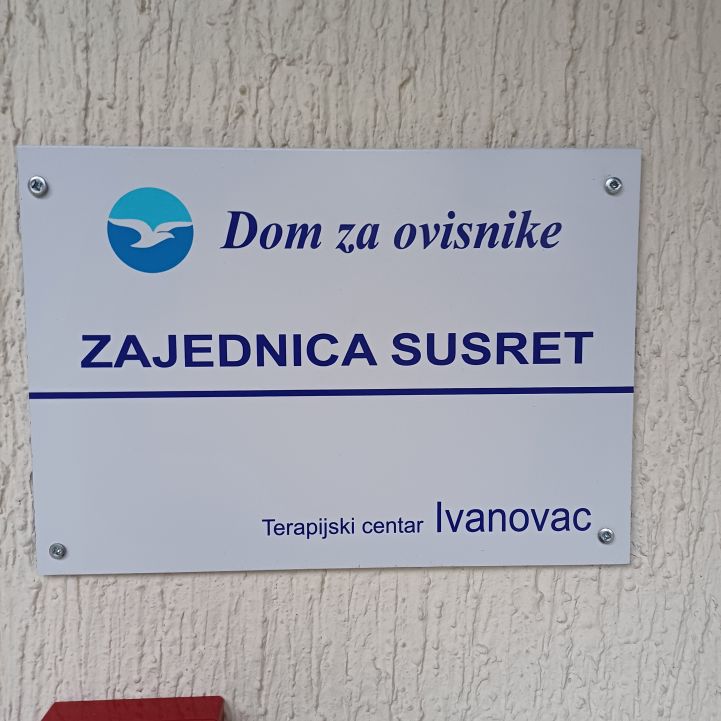 Dom za ovisnike
ZAJEDNICA SUSRET
Terapijski centar Ivanovac